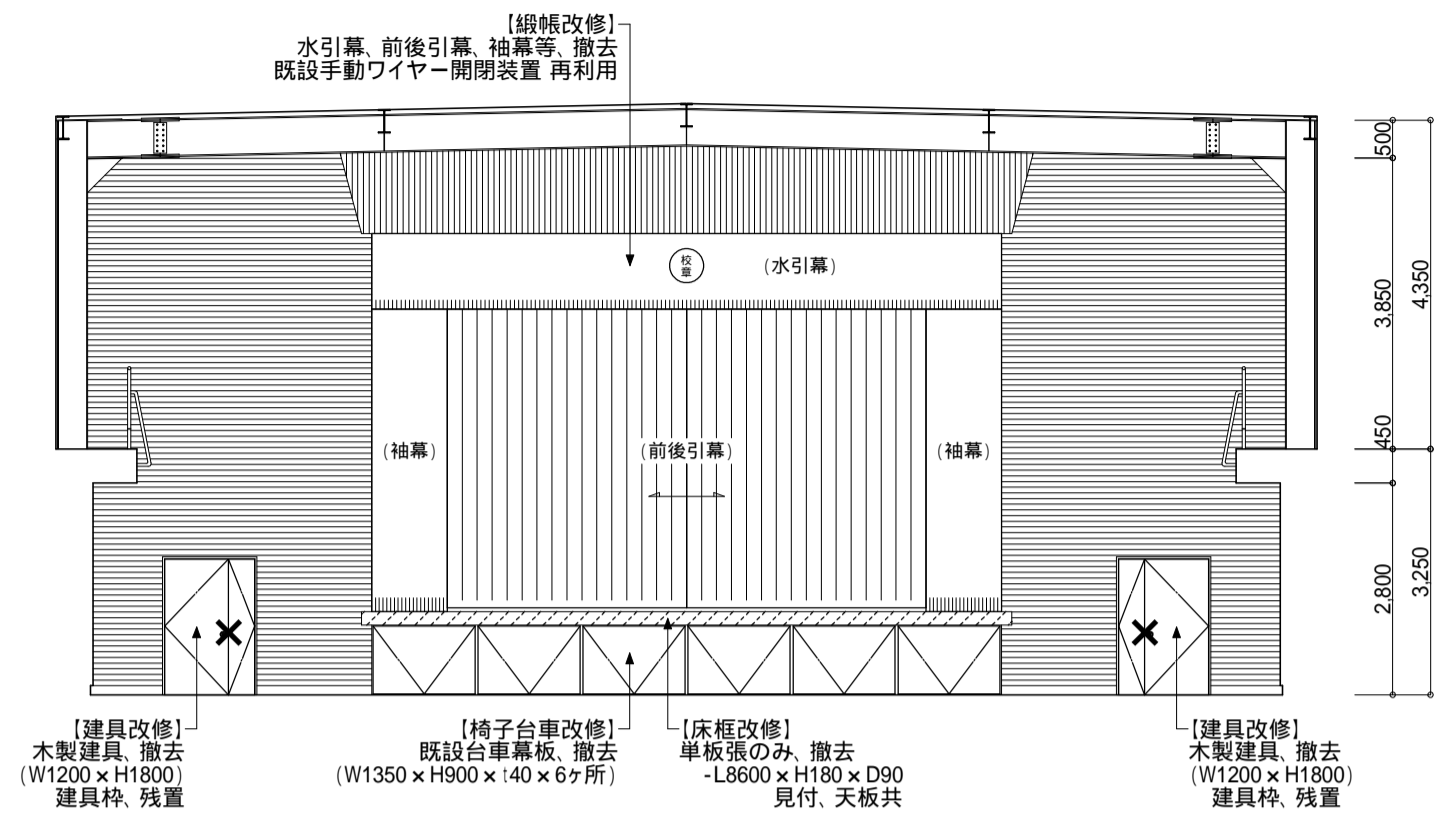 【緞帳改修】
水引幕、前後引幕、袖幕等、撤去
既設手動ワイヤー開閉装置 再利用
校章
(水引幕)
(袖幕)
(前後引幕)
(袖幕)
500
3,850
4,350
450
2,800
3,250
【建具改修】
木製建具、撤去
(W1200×H1800)
建具枠、残置
【椅子台車改修】
既設台車幕板、撤去
(W1350×H900×t40×6ヶ所)
【床框改修】
単板張のみ、撤去
-L8600×H180×D90
見付、天板共
【建具改修】
木製建具、撤去
(W1200×H1800)
建具枠、残置